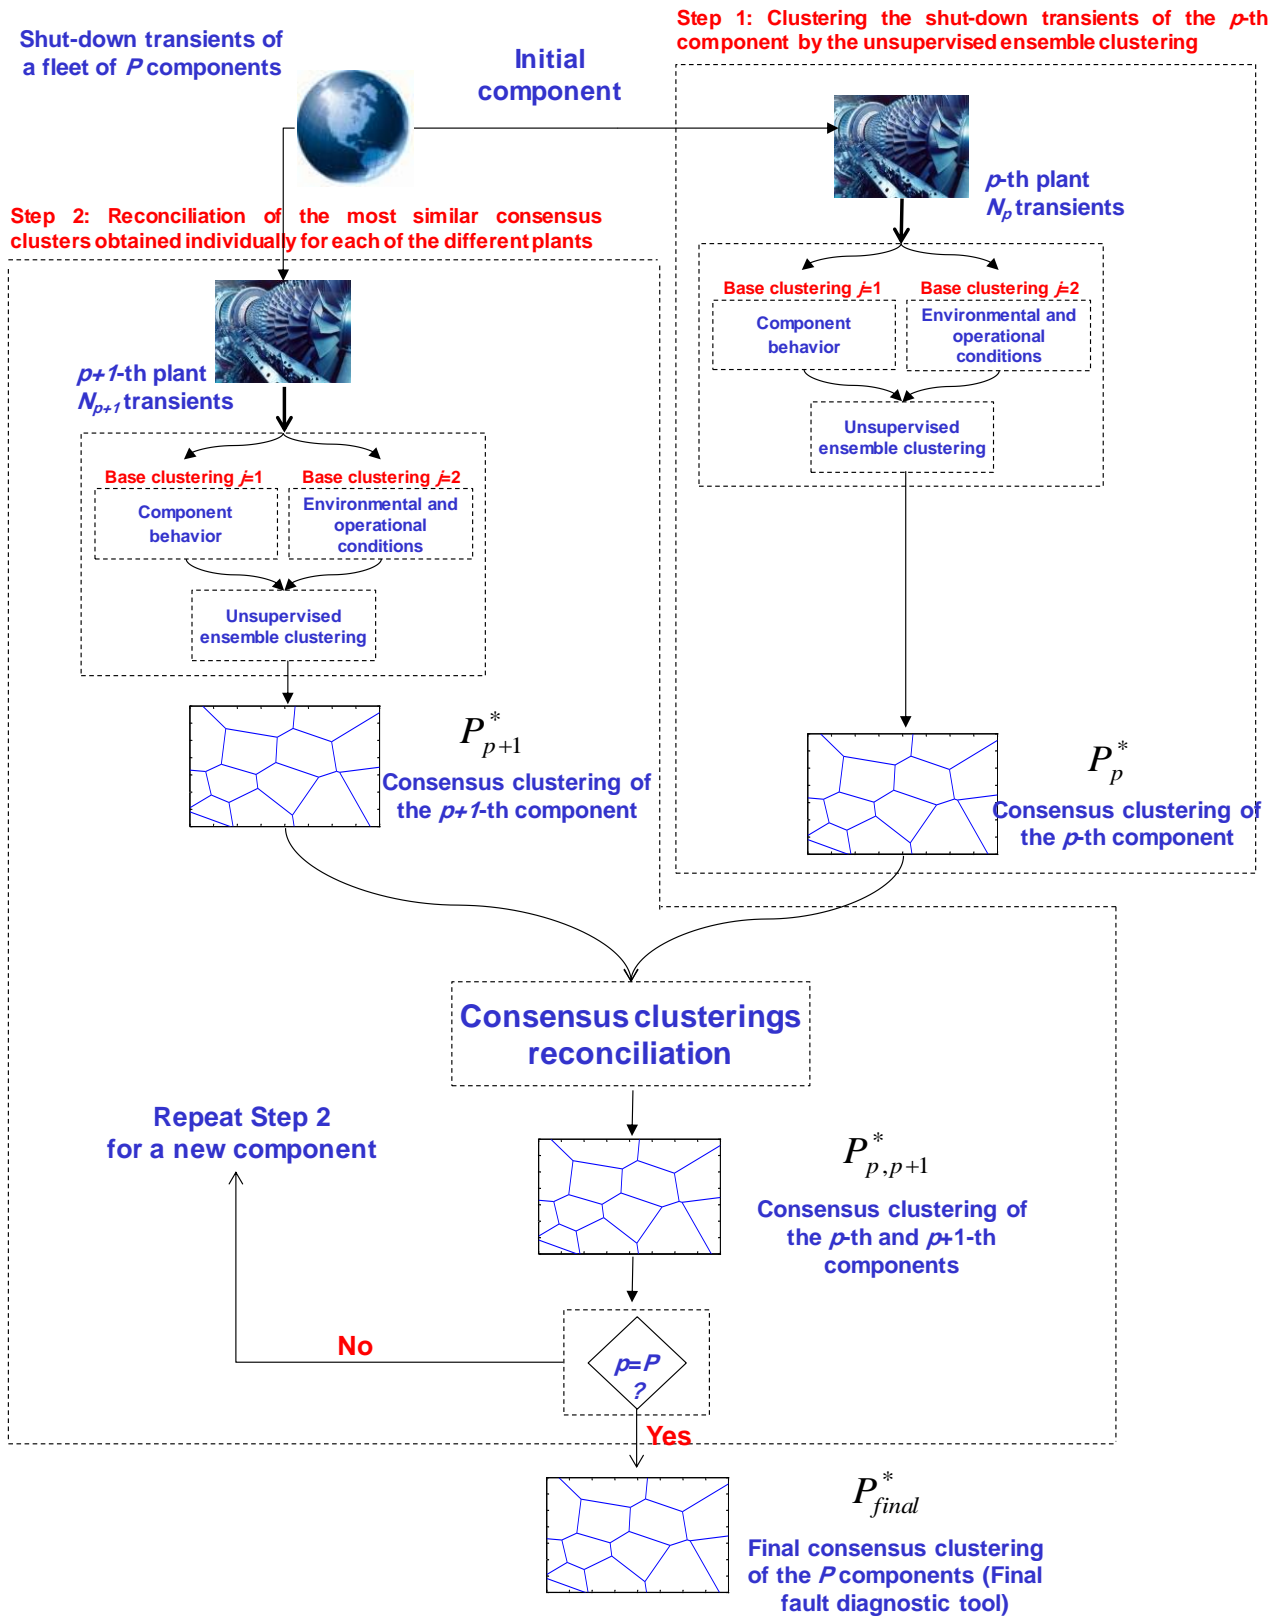 Step 1: Clustering the shut-down transients of the p-th
component by the unsupervised ensemble clustering
Shut-down transients of
a fleet of P components
Initial
component
p-th plant
Np transients
Step 2: Reconciliation of the most similar consensus
clusters obtained individually for each of the different plants
Base clustering j=1
Base clustering j=2
Component
behavior
Environmental and
operational
conditions
Unsupervised
ensemble clustering
p+1-th plant
Np+1 transients
Base clustering j=1
Base clustering j=2
Component
behavior
Environmental and
operational
conditions
Unsupervised
ensemble clustering
P*p+1
Consensus clustering of
the p+1-th component
P*p
Consensus clustering of
the p-th component
Consensus clusterings
reconciliation
Repeat Step 2
for a new component
P*p,p+1
Consensus clustering of
the p-th and p+1-th
components
No
p=P
?
Yes
P*final
Final consensus clustering
of the P components (Final
fault diagnostic tool)